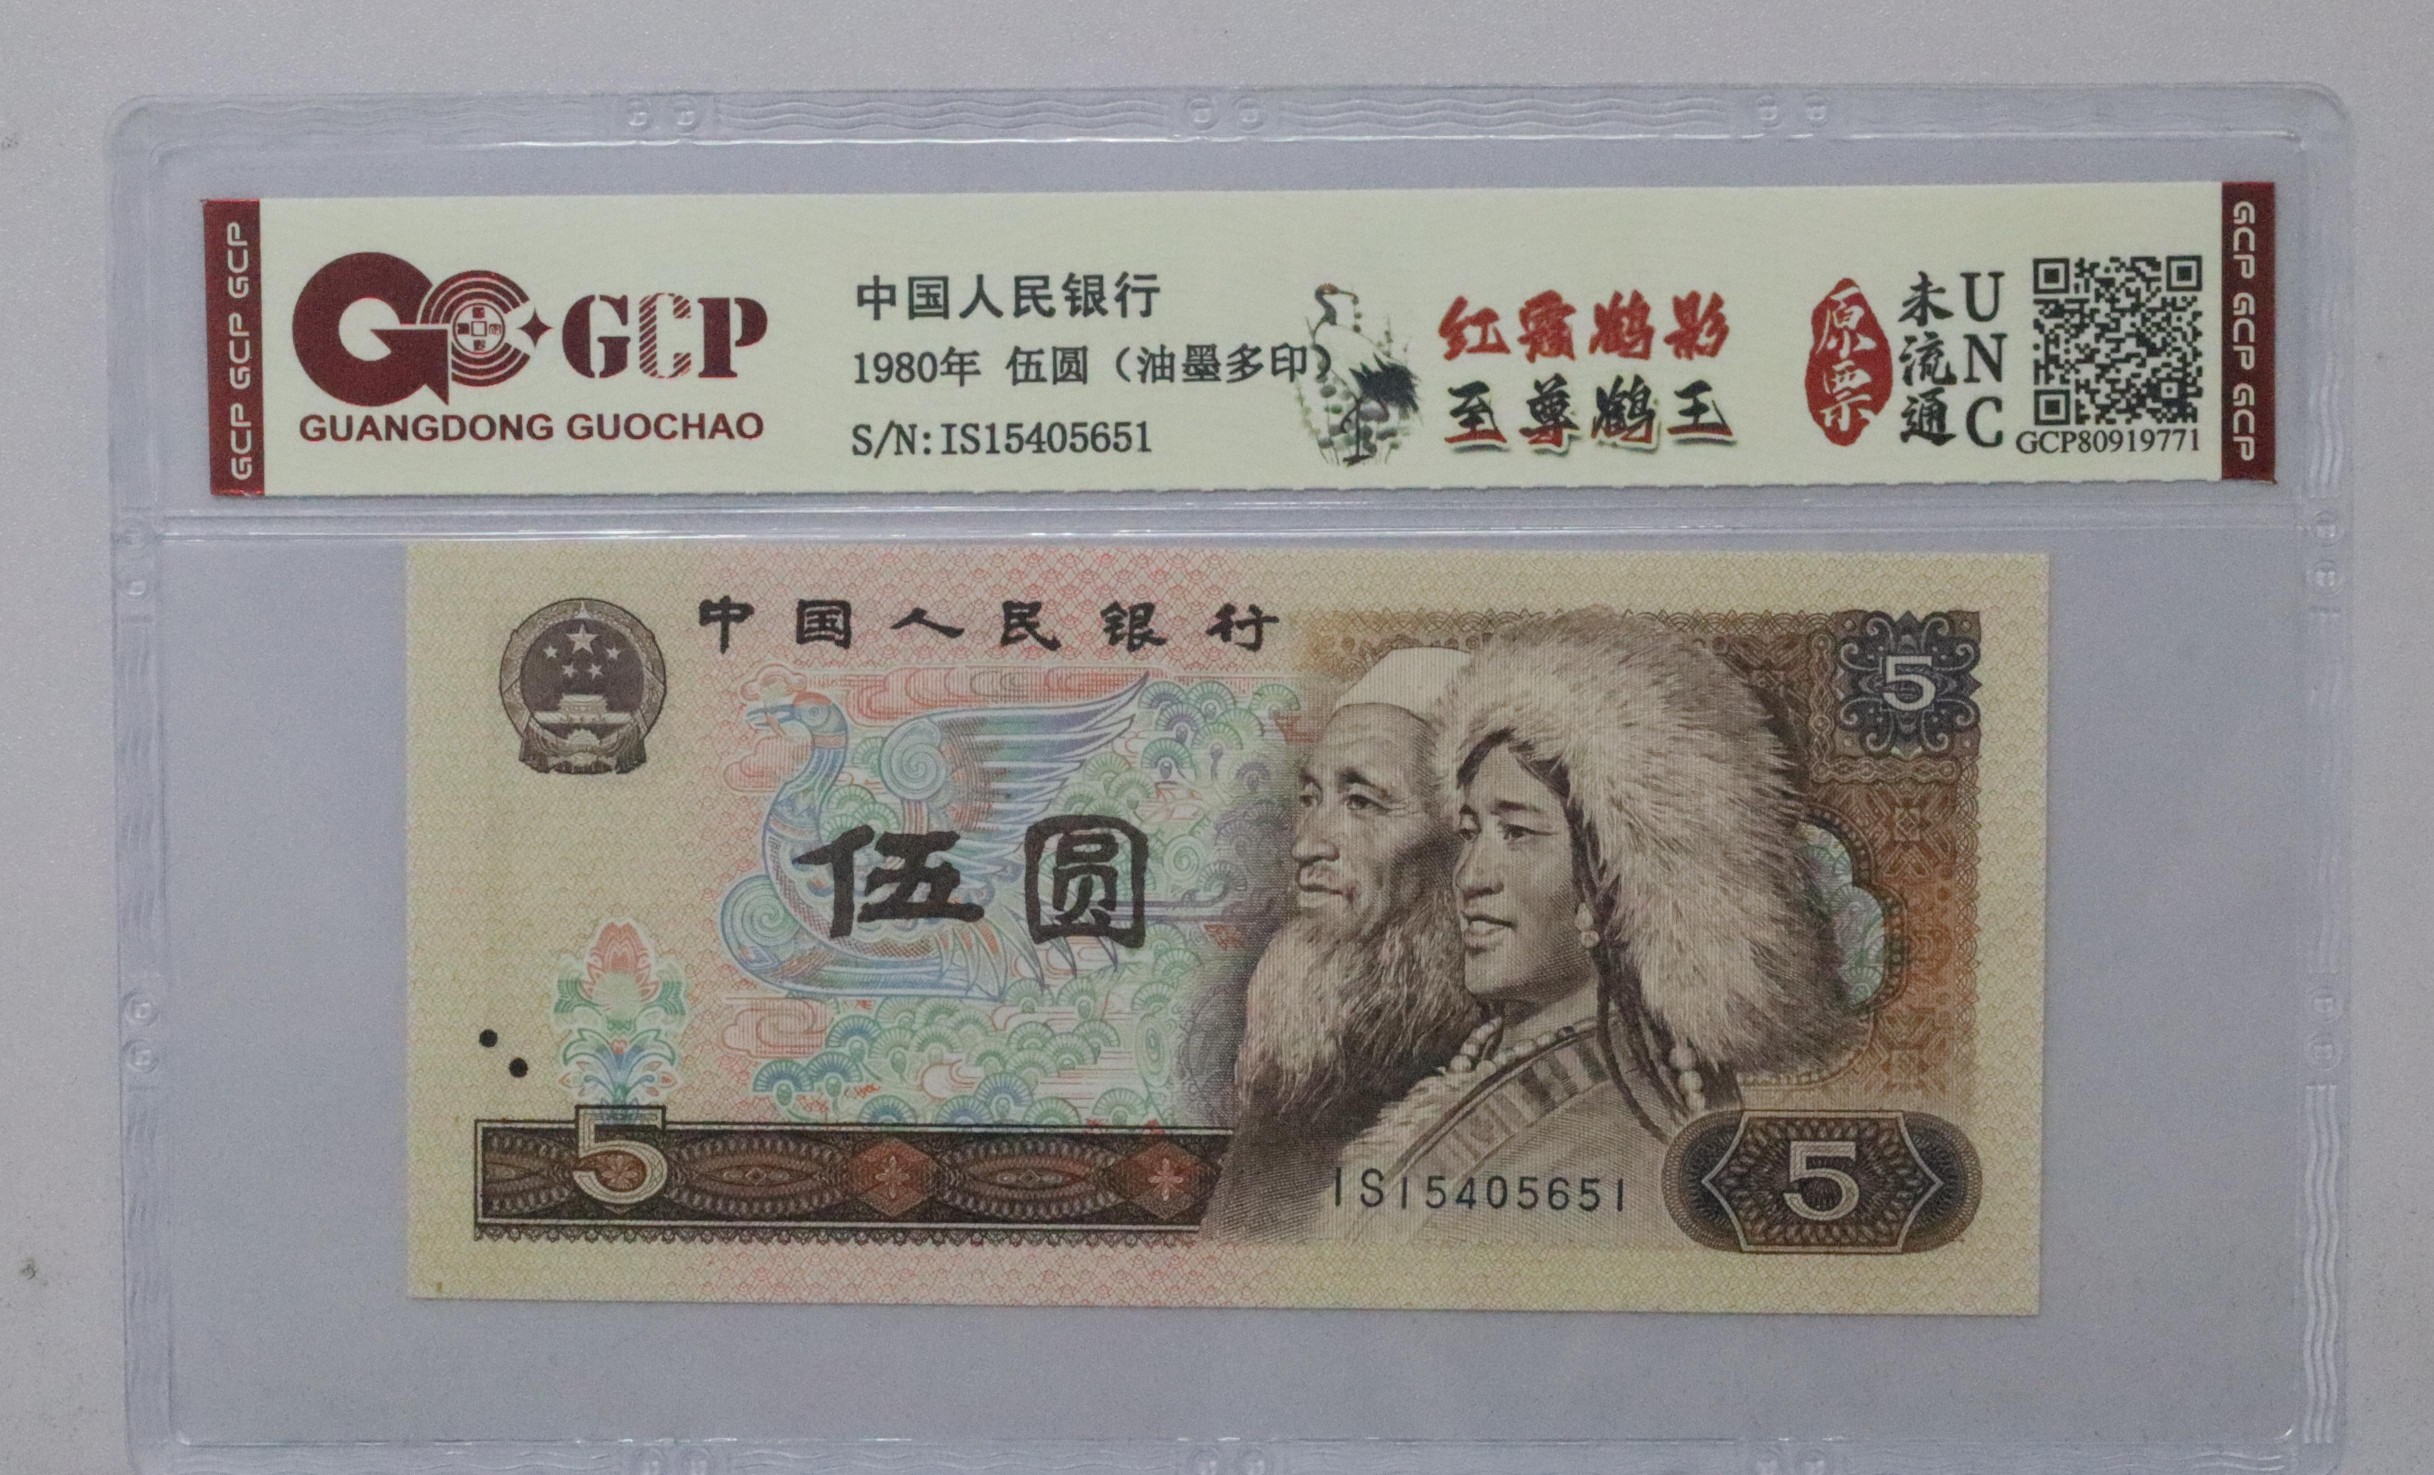 GCP GCP GCP
GCP
GUANGDONG GUOCHAO
中国人民银行
1980年 伍圆（油墨多印）
S/N:IS15405651
红霞鹤影
至尊鹤王
原票
未流通
UNC
GCP80919771
GCP GCP GCP
中国人民银行
5
伍圆
5
IS15405651
5